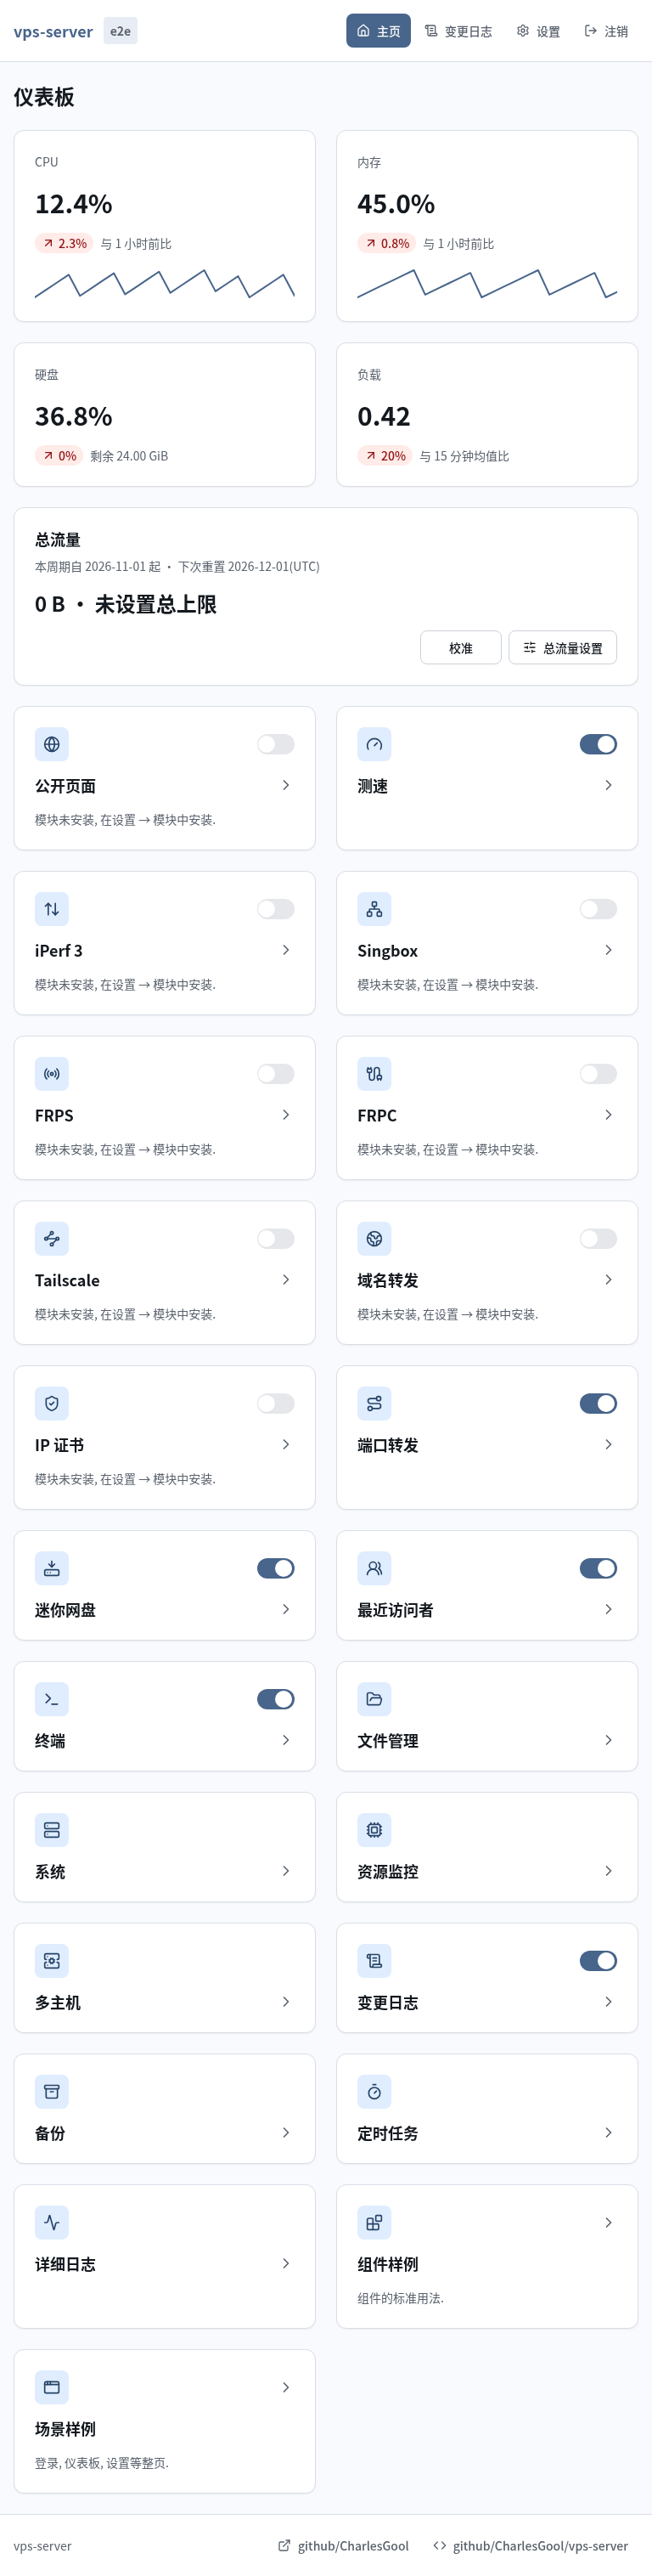 vps-server e2e 主页 变更日志 设置 注销
仪表板
CPU
12.4%
2.3% 与 1 小时前比
内存
45.0%
0.8% 与 1 小时前比
硬盘
36.8%
0% 剩余 24.00 GiB
负载
0.42
20% 与 15 分钟均值比
总流量
本周期自 2026-11-01 起 · 下次重置 2026-12-01(UTC)
0 B · 未设置总上限
校准 总流量设置
公开页面
模块未安装, 在设置 → 模块中安装.
测速
iPerf 3
模块未安装, 在设置 → 模块中安装.
Singbox
模块未安装, 在设置 → 模块中安装.
FRPS
模块未安装, 在设置 → 模块中安装.
FRPC
模块未安装, 在设置 → 模块中安装.
Tailscale
模块未安装, 在设置 → 模块中安装.
域名转发
模块未安装, 在设置 → 模块中安装.
IP 证书
模块未安装, 在设置 → 模块中安装.
端口转发
迷你网盘
最近访问者
终端
文件管理
系统
资源监控
多主机
变更日志
备份
定时任务
详细日志
组件样例
组件的标准用法.
场景样例
登录, 仪表板, 设置等整页.
vps-server github/CharlesGool github/CharlesGool/vps-server